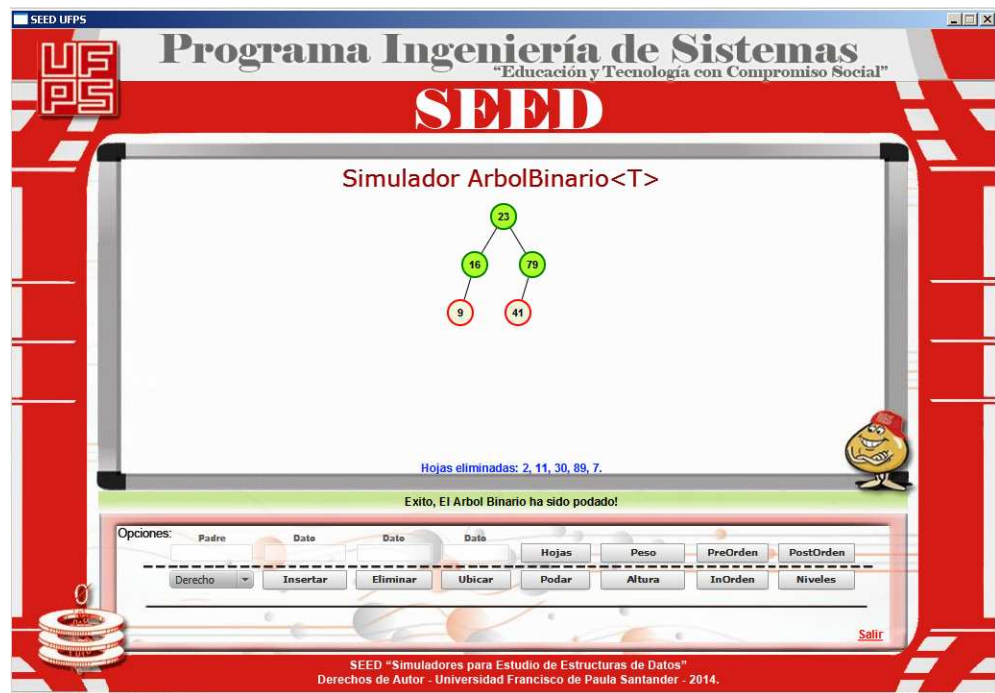 SEED UFPS
UFPS
Programa Ingeniería de Sistemas
“Educación y Tecnología con Compromiso Social”
SEED
Simulador ArbolBinario<T>
23
16 79
9 41
Hojas eliminadas: 2, 11, 30, 89, 7.
Exito, El Arbol Binario ha sido podado!
Opciones:
Padre Dato Dato Dato
Hojas Peso PreOrden PostOrden
Derecho Insertar Eliminar Ubicar Podar Altura InOrden Niveles
Salir
SEED “Simuladores para Estudio de Estructuras de Datos”
Derechos de Autor - Universidad Francisco de Paula Santander - 2014.